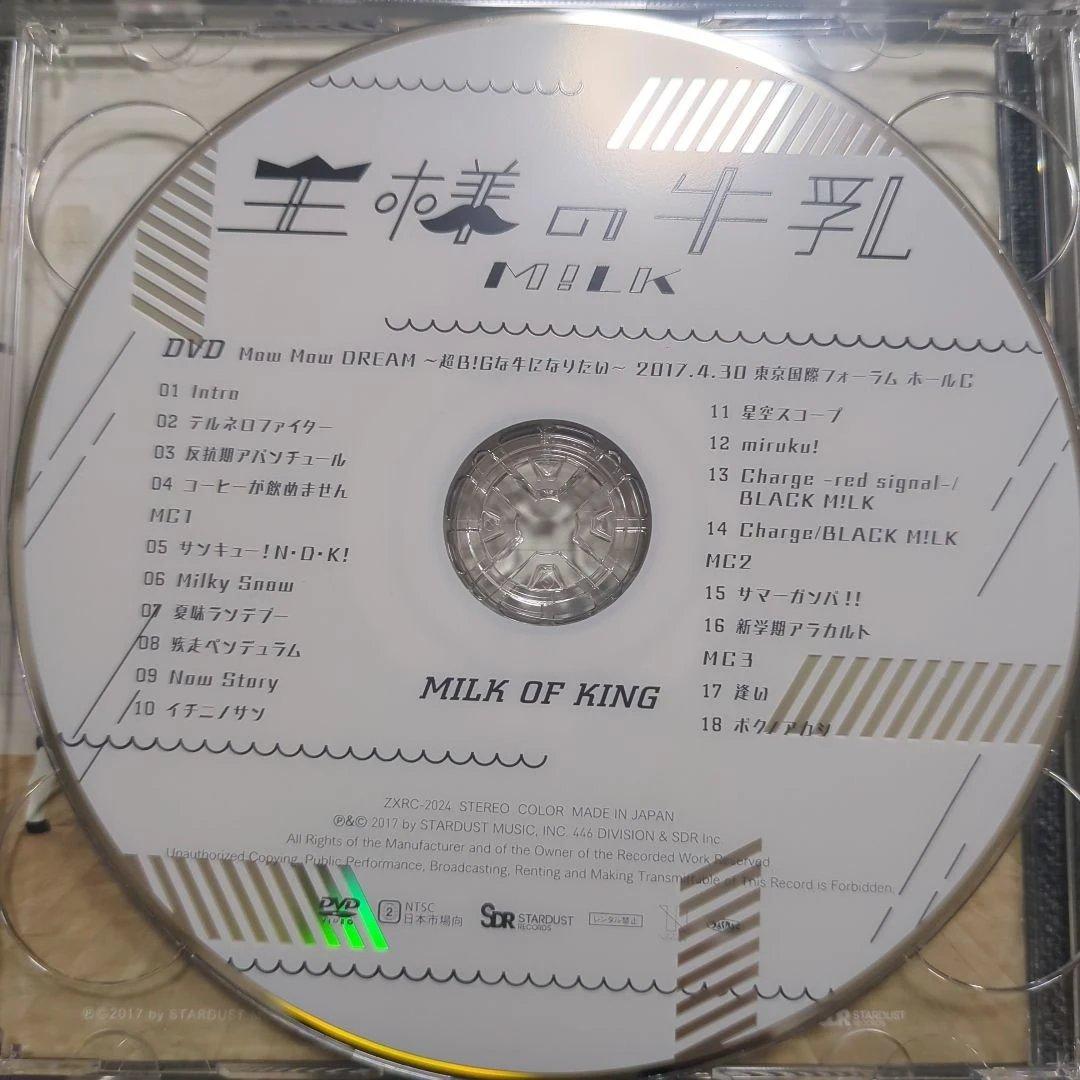 王様の牛乳
M!LK
DVD Mow Mow DREAM ～超B!Gな牛になりたい～ 2017.4.30 東京国際フォーラム ホールC
01 Intro
02 テルネロファイター
03 反抗期アバンチュール
04 コーヒーが飲めません
MC1
05 サンキュー!N・D・K!
06 Milky Snow
07 夏味ランデブー
08 疾走ペンデュラム
09 Now Story
10 イチニノサン
11 星空スコープ
12 miruku!
13 Charge -red signal-/
BLACK M!LK
14 Charge/BLACK M!LK
MC2
15 サマーガンバ!!
16 新学期アラカルト
MC3
17 逢い
18 ボクノアカシ
MILK OF KING
ZXRC-2024 STEREO COLOR MADE IN JAPAN
℗&© 2017 by STARDUST MUSIC, INC. 446 DIVISION & SDR Inc.
All Rights of the Manufacturer and of the Owner of the Recorded Work Reserved
Unauthorized Copying, Public Performance, Broadcasting, Renting and Making Transmittable of This Record is Forbidden.
DVD
VIDEO
2
NTSC
日本市場向
SDR STARDUST
RECORDS
レンタル禁止
℗©2017 by STARDUST
SDR STARDUST
RECORDS